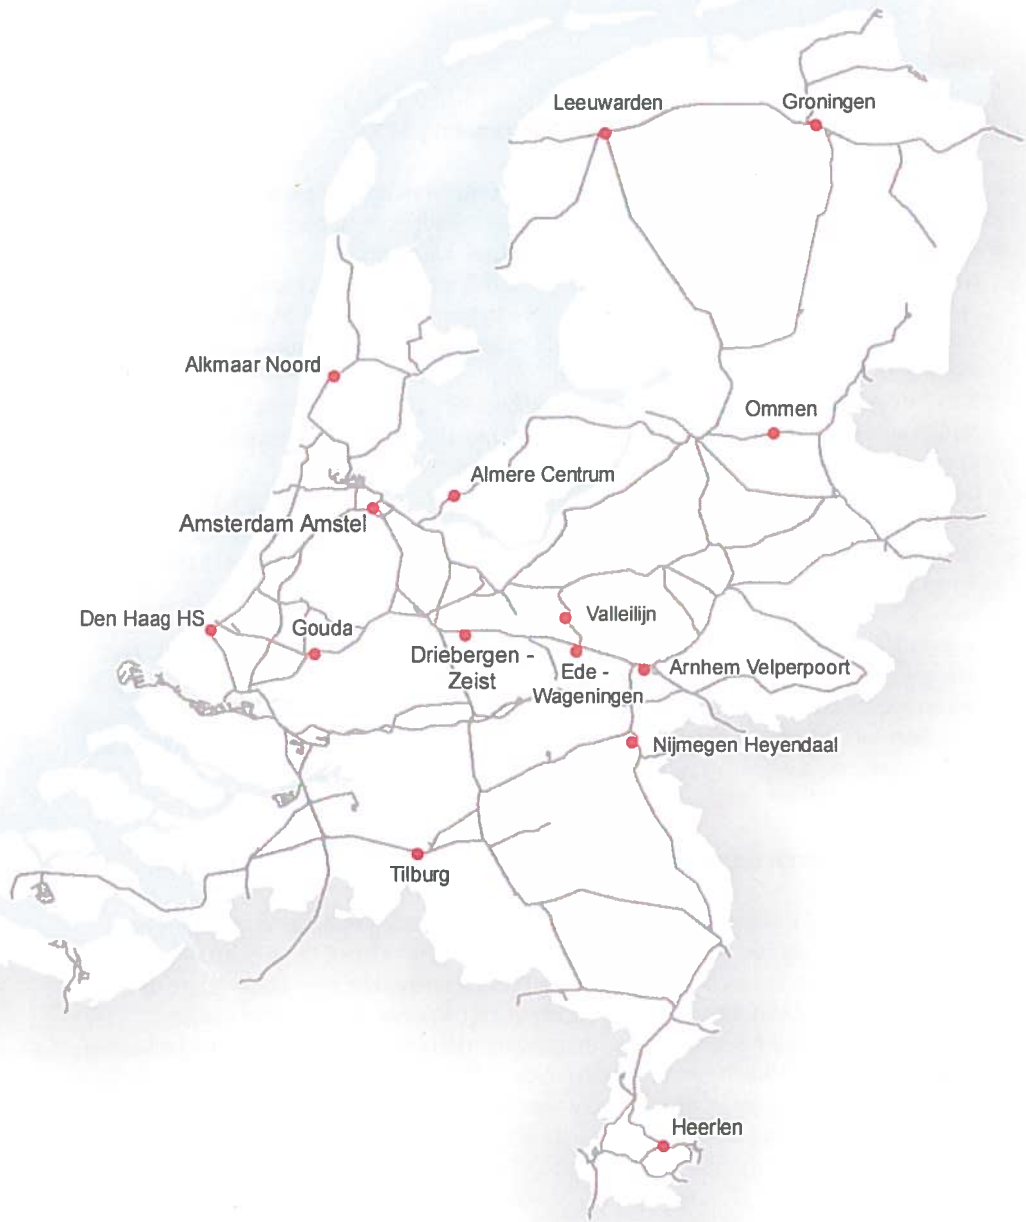 Leeuwarden
Groningen
Alkmaar Noord
Ommen
Almere Centrum
Amsterdam Amstel
Den Haag HS
Gouda
Valleilijn
Driebergen -
Zeist
Ede -
Wageningen
Arnhem Velperpoort
Nijmegen Heyendaal
Tilburg
Heerlen